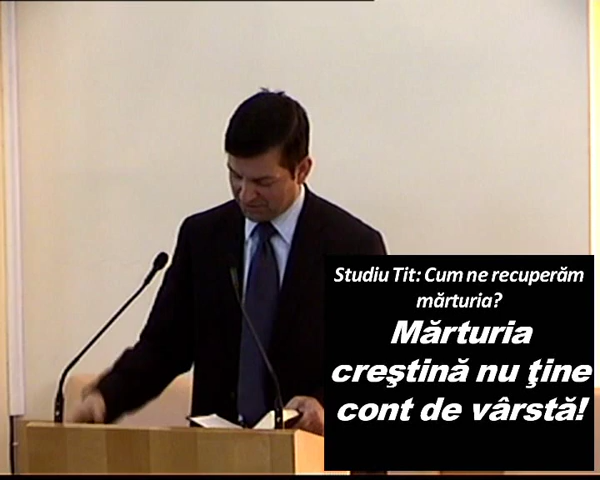 Studiu Tit: Cum ne recuperăm
mărturia?
Mărturia
creştină nu ţine
cont de vârstă!